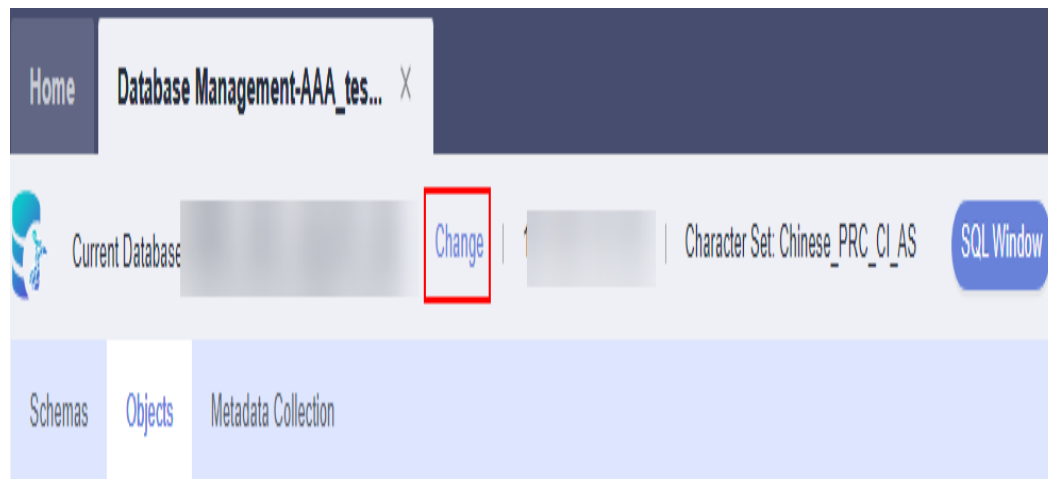 Home Database Management-AAA_tes... X
Current Database Change | | Character Set: Chinese_PRC_CI_AS SQL Window
Schemas Objects Metadata Collection